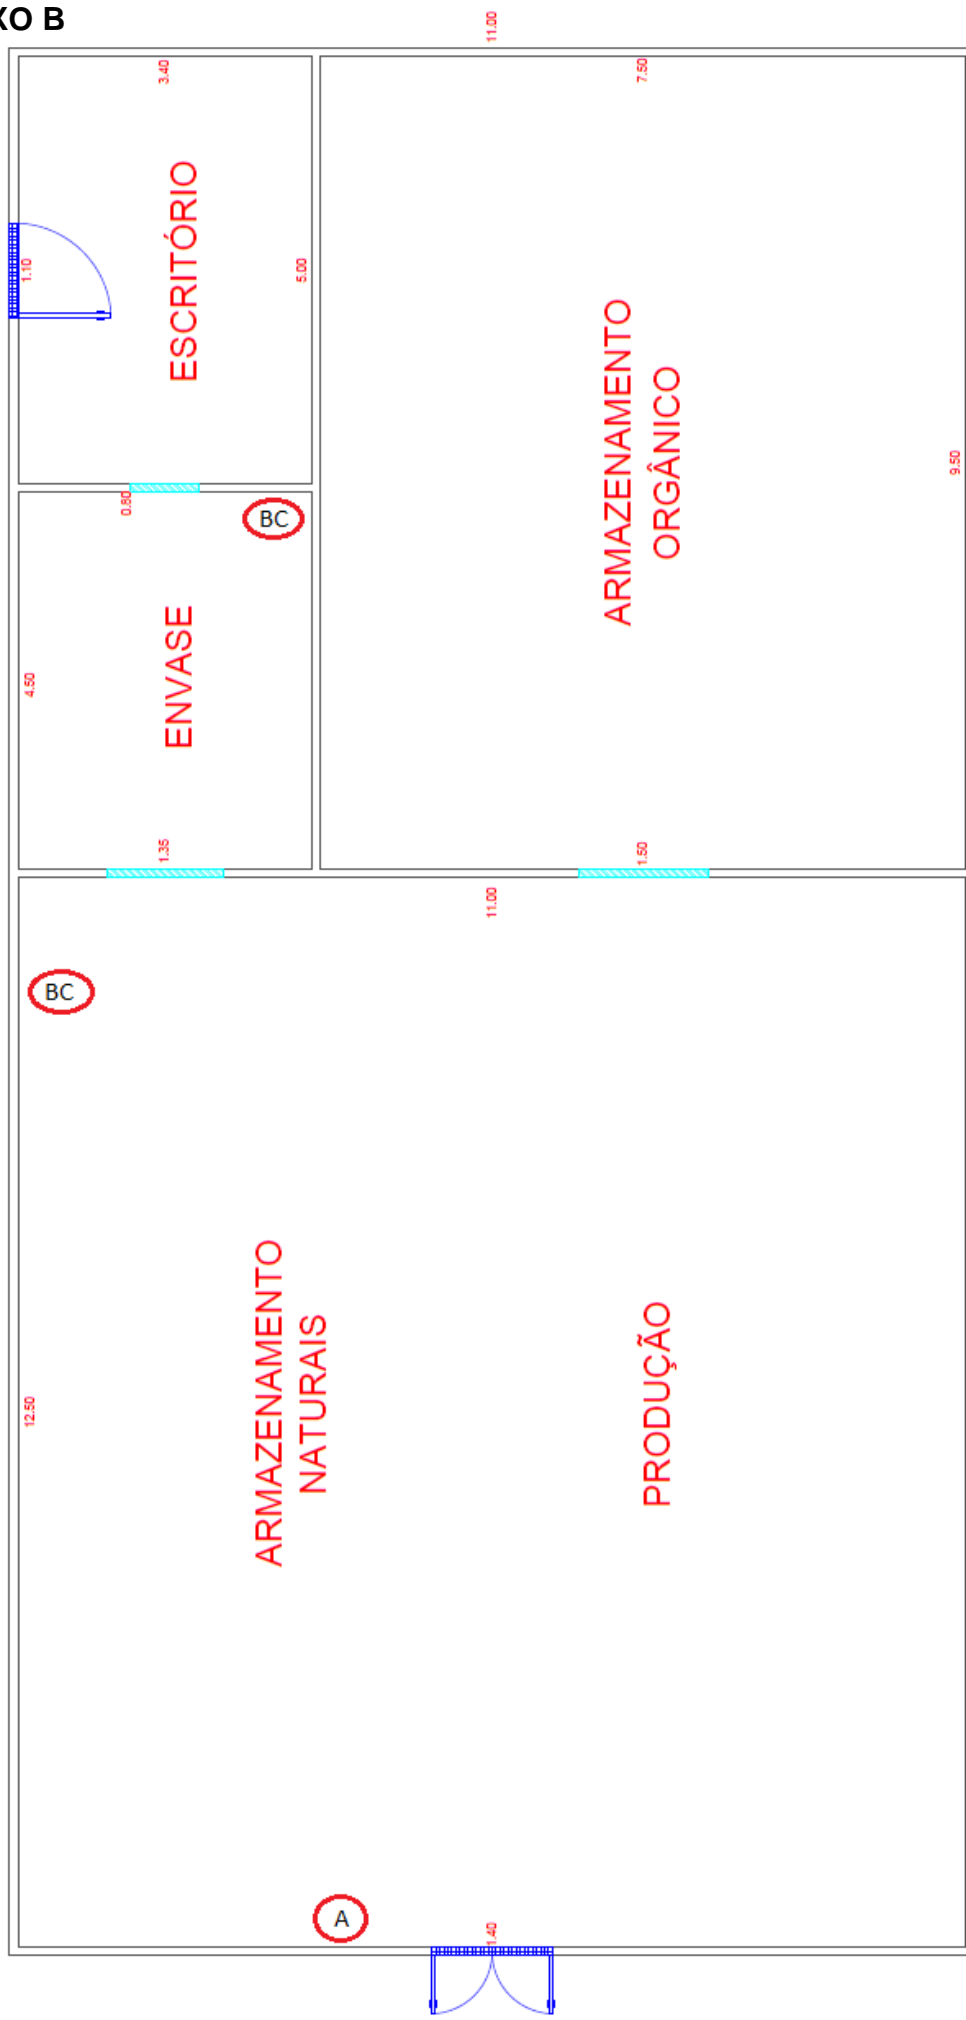 XO B
11.00
3.40
7.50
ESCRITÓRIO
1.10
5.00
ARMAZENAMENTO
ORGÂNICO
9.50
0.80
BC
ENVASE
4.50
1.35
1.50
11.00
BC
ARMAZENAMENTO
NATURAIS
PRODUÇÃO
12.50
A
1.40